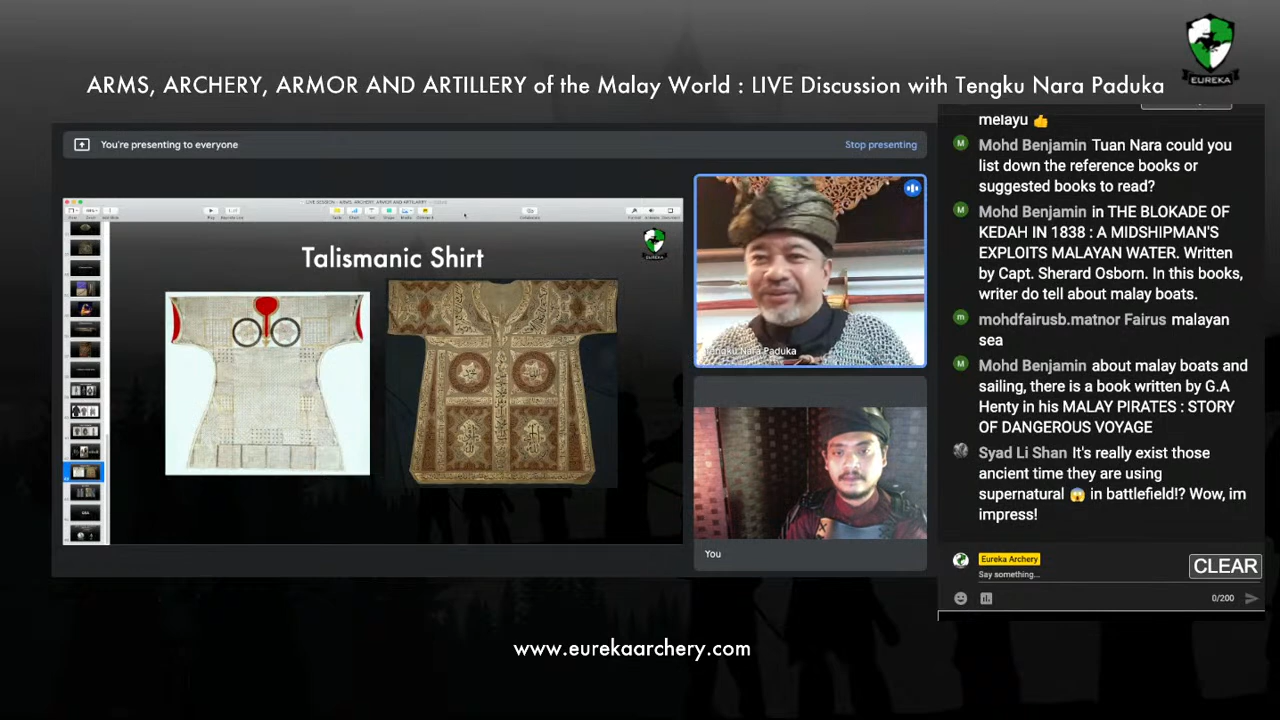 EUREKA
ARMS, ARCHERY, ARMOR AND ARTILLERY of the Malay World : LIVE Discussion with Tengku Nara Paduka
You're presenting to everyone
Stop presenting
Talismanic Shirt
Tengku Nara Paduka
You
melayu 👍
Mohd Benjamin Tuan Nara could you
list down the reference books or
suggested books to read?
Mohd Benjamin in THE BLOKADE OF
KEDAH IN 1838 : A MIDSHIPMAN'S
EXPLOITS MALAYAN WATER. Written
by Capt. Sherard Osborn. In this books,
writer do tell about malay boats.
mohdfairusb.matnor Fairus malayan
sea
Mohd Benjamin about malay boats and
sailing, there is a book written by G.A
Henty in his MALAY PIRATES : STORY
OF DANGEROUS VOYAGE
Syad Li Shan It's really exist those
ancient time they are using
supernatural 😱 in battlefield!? Wow, im
impress!
Eureka Archery
Say something...
CLEAR
0/200
www.eurekaarchery.com